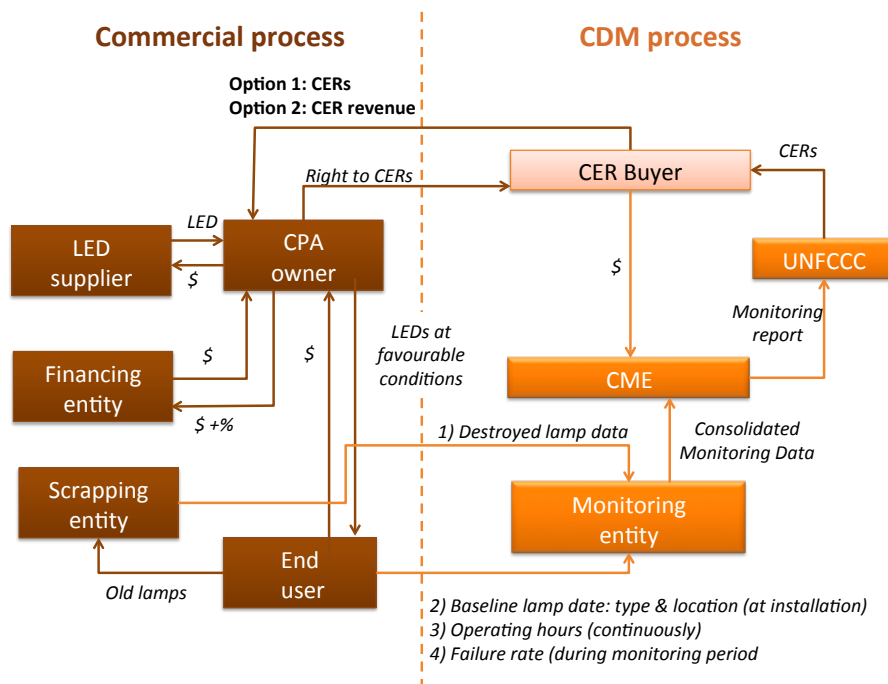 Commercial process
CDM process
Option 1: CERs
Option 2: CER revenue
Right to CERs
CER Buyer
CERs
LED
LED
supplier
$
CPA
owner
$
UNFCCC
Monitoring
report
LEDs at
favourable
conditions
$
$
Financing
entity
$ +%
CME
1) Destroyed lamp data
Consolidated
Monitoring Data
Scrapping
entity
Monitoring
entity
Old lamps
End
user
2) Baseline lamp date: type & location (at installation)
3) Operating hours (continuously)
4) Failure rate (during monitoring period